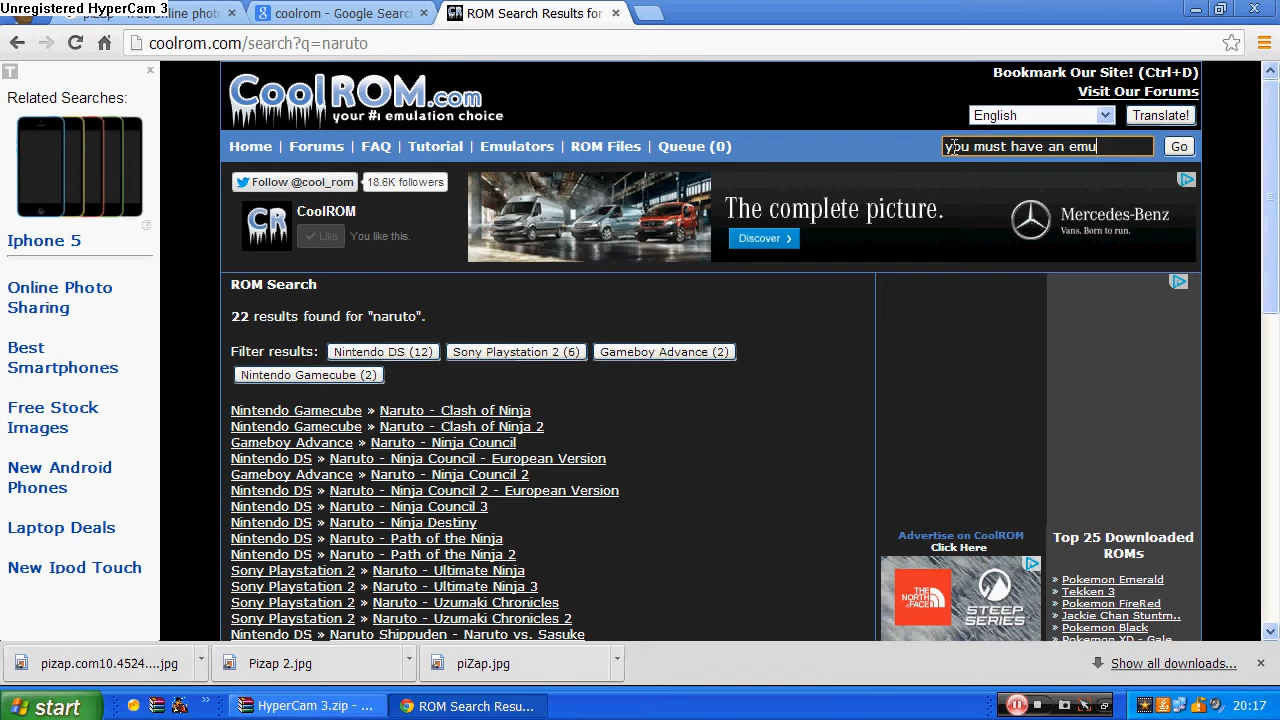 Unregistered HyperCam 3
coolrom - Google Searc
ROM Search Results for
coolrom.com/search?q=naruto
T
Related Searches:
Iphone 5
Online Photo
Sharing
Best
Smartphones
Free Stock
Images
New Android
Phones
Laptop Deals
New Ipod Touch
CoolROM.com
your #1 emulation choice
Bookmark Our Site! (Ctrl+D)
Visit Our Forums
English
Translate!
Home | Forums | FAQ | Tutorial | Emulators | ROM Files | Queue (0)
you must have an emu
Go
Follow @cool_rom
18.6K followers
CR
CoolROM
Like
You like this.
The complete picture.
Discover
Mercedes-Benz
Vans. Born to run.
ROM Search
22 results found for "naruto".
Filter results:
Nintendo DS (12)
Sony Playstation 2 (6)
Gameboy Advance (2)
Nintendo Gamecube (2)
Nintendo Gamecube » Naruto - Clash of Ninja
Nintendo Gamecube » Naruto - Clash of Ninja 2
Gameboy Advance » Naruto - Ninja Council
Nintendo DS » Naruto - Ninja Council - European Version
Gameboy Advance » Naruto - Ninja Council 2
Nintendo DS » Naruto - Ninja Council 2 - European Version
Nintendo DS » Naruto - Ninja Council 3
Nintendo DS » Naruto - Ninja Destiny
Nintendo DS » Naruto - Path of the Ninja
Nintendo DS » Naruto - Path of the Ninja 2
Sony Playstation 2 » Naruto - Ultimate Ninja
Sony Playstation 2 » Naruto - Ultimate Ninja 3
Sony Playstation 2 » Naruto - Uzumaki Chronicles
Sony Playstation 2 » Naruto - Uzumaki Chronicles 2
Nintendo DS » Naruto Shippuden - Naruto vs. Sasuke
Advertise on CoolROM
Click Here
THE NORTH FACE
STEEP SERIES
Top 25 Downloaded
ROMs
» Pokemon Emerald
» Tekken 3
» Pokemon FireRed
» Jackie Chan Stuntm..
» Pokemon Black
» Pokemon XD - Gale
pizap.com10.4524....jpg
Pizap 2.jpg
piZap.jpg
Show all downloads...
start
HyperCam 3.zip - ...
ROM Search Resu...
20:17